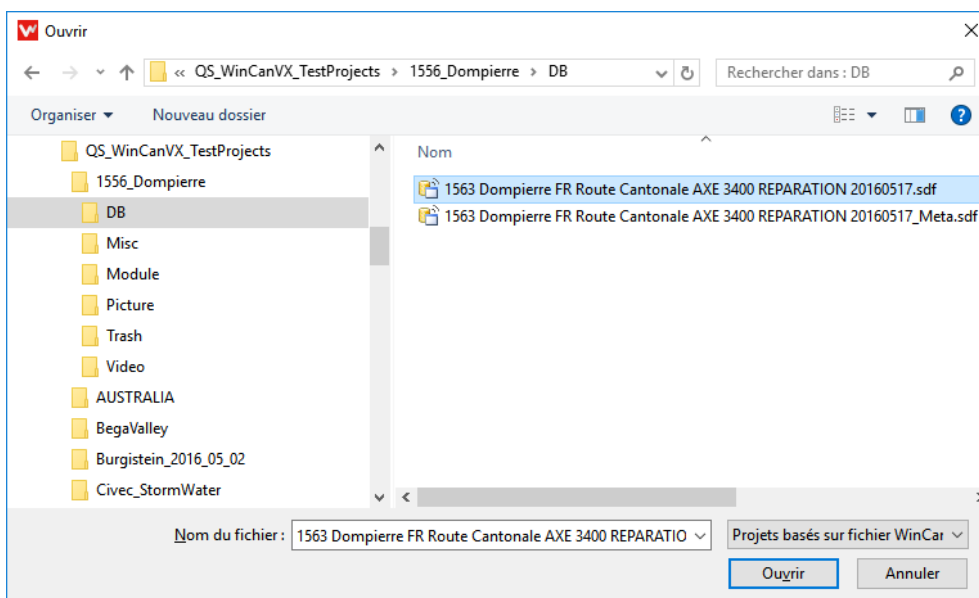 Ouvrir
« QS_WinCanVX_TestProjects > 1556_Dompierre > DB
Rechercher dans : DB
Organiser Nouveau dossier
QS_WinCanVX_TestProjects
1556_Dompierre
DB
Misc
Module
Picture
Trash
Video
AUSTRALIA
BegaValley
Burgistein_2016_05_02
Civec_StormWater
Nom
1563 Dompierre FR Route Cantonale AXE 3400 REPARATION 20160517.sdf
1563 Dompierre FR Route Cantonale AXE 3400 REPARATION 20160517_Meta.sdf
Nom du fichier : 1563 Dompierre FR Route Cantonale AXE 3400 REPARATIO
Projets basés sur fichier WinCar
Ouvrir Annuler